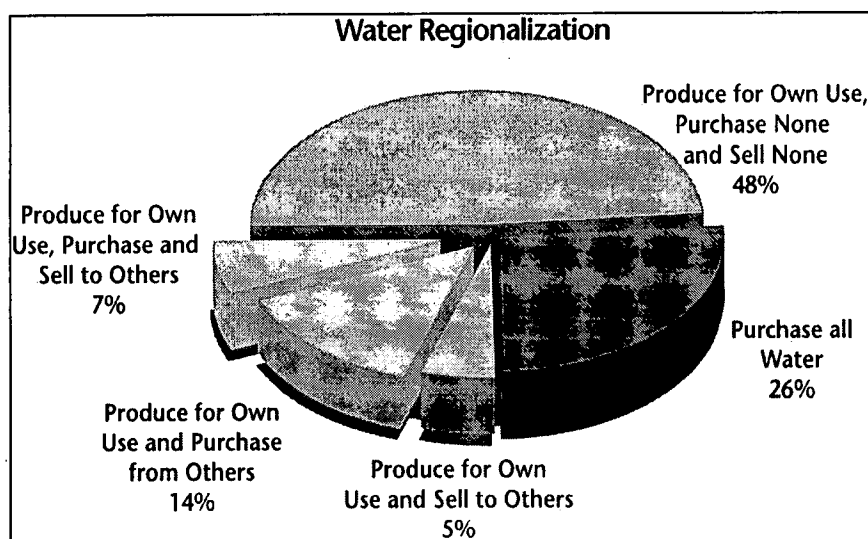 Water Regionalization
Produce for Own Use,
Purchase None
and Sell None
48%
Produce for Own
Use, Purchase and
Sell to Others
7%
Purchase all
Water
26%
Produce for Own
Use and Purchase
from Others
14%
Produce for Own
Use and Sell to Others
5%